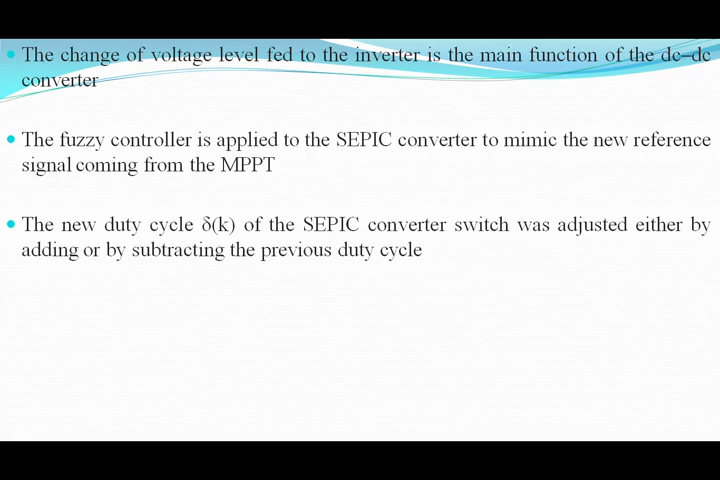 The change of voltage level fed to the inverter is the main function of the dc–dc
converter
The fuzzy controller is applied to the SEPIC converter to mimic the new reference
signal coming from the MPPT
The new duty cycle δ(k) of the SEPIC converter switch was adjusted either by
adding or by subtracting the previous duty cycle